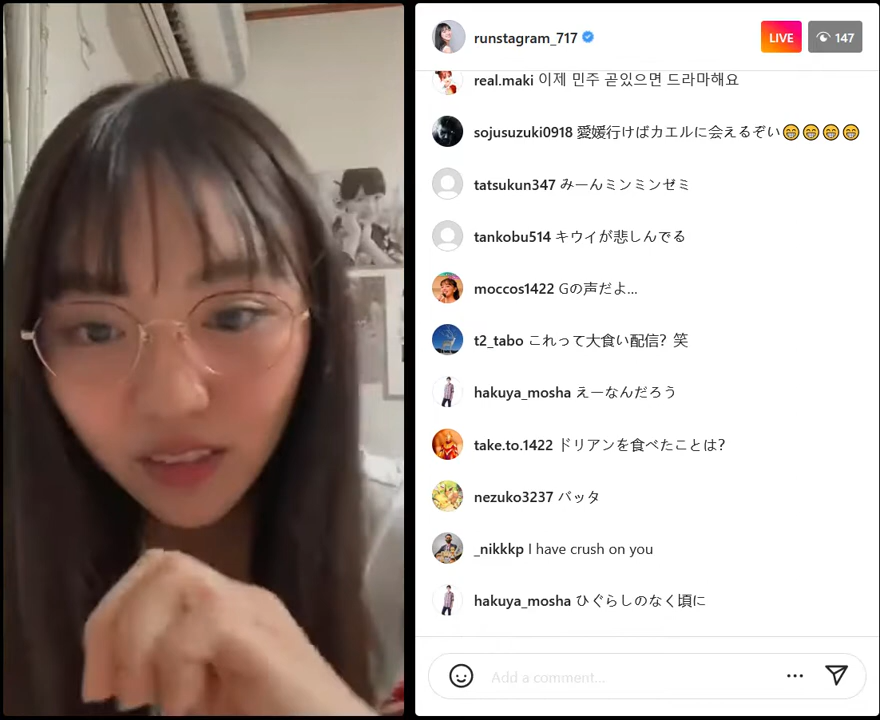 runstagram_717
LIVE
147
real.maki 이제 민주 곧있으면 드라마해요
sojusuzuki0918 愛媛行けばカエルに会えるぞい😁😁😁😁
tatsukun347 みーんミンミンゼミ
tankobu514 キウイが悲しんでる
moccos1422 Gの声だよ...
t2_tabo これって大食い配信？笑
hakuya_mosha えーなんだろう
take.to.1422 ドリアンを食べたことは？
nezuko3237 バッタ
_nikkkp I have crush on you
hakuya_mosha ひぐらしのなく頃に
Add a comment...